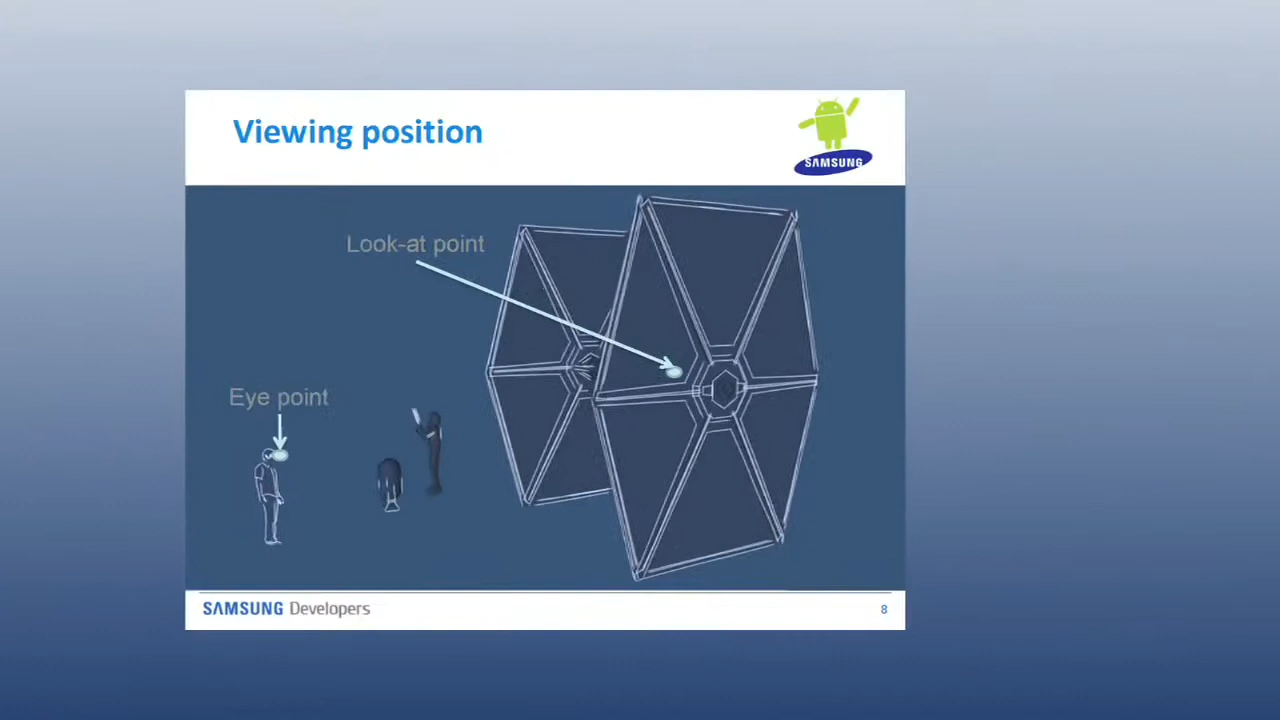 Viewing position
SAMSUNG
Look-at point
Eye point
SAMSUNG Developers
8